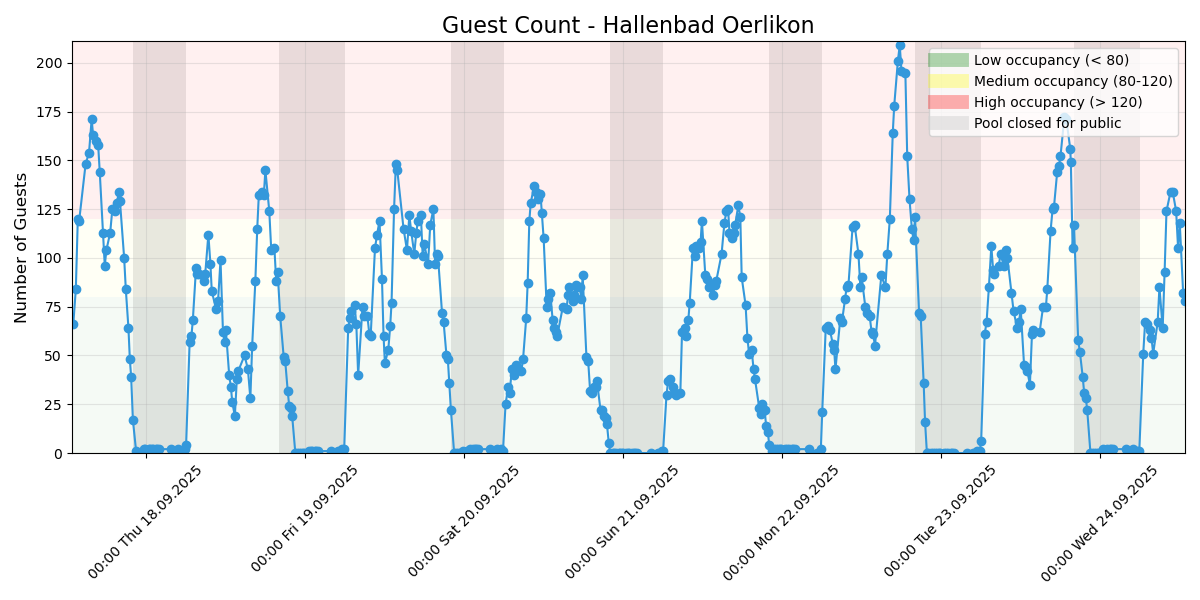 Guest Count - Hallenbad Oerlikon
Number of Guests
200
175
150
125
100
75
50
25
0
Low occupancy (< 80)
Medium occupancy (80-120)
High occupancy (> 120)
Pool closed for public
00:00 Thu 18.09.2025
00:00 Fri 19.09.2025
00:00 Sat 20.09.2025
00:00 Sun 21.09.2025
00:00 Mon 22.09.2025
00:00 Tue 23.09.2025
00:00 Wed 24.09.2025